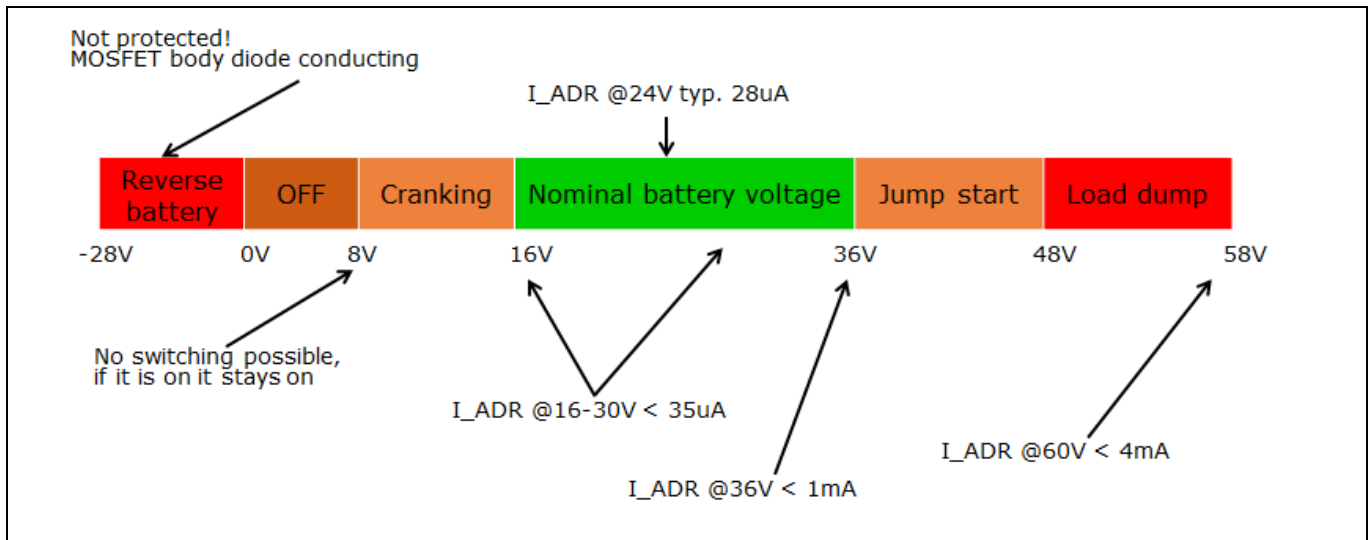 Not protected!
MOSFET body diode conducting
I_ADR @24V typ. 28uA
Reverse
battery
OFF
Cranking
Nominal battery voltage
Jump start
Load dump
-28V
0V
8V
16V
36V
48V
58V
No switching possible,
if it is on it stays on
I_ADR @16-30V < 35uA
I_ADR @60V < 4mA
I_ADR @36V < 1mA